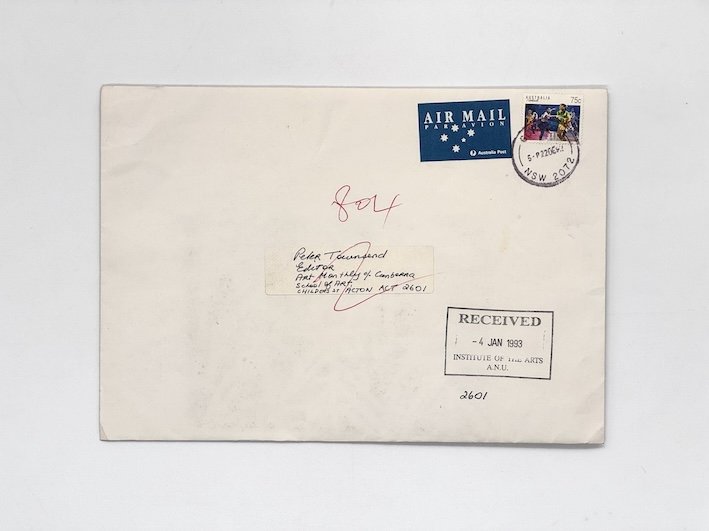 AIR MAIL
PAR AVION
Australia Post
AUSTRALIA
75c
NSW 2072
804
Peter Townsend
Editor
Art Monthly c/o Canberra
School of Art
CHILDERS ST ACTON ACT 2601
RECEIVED
-4 JAN 1993
INSTITUTE OF THE ARTS
A.N.U.
2601